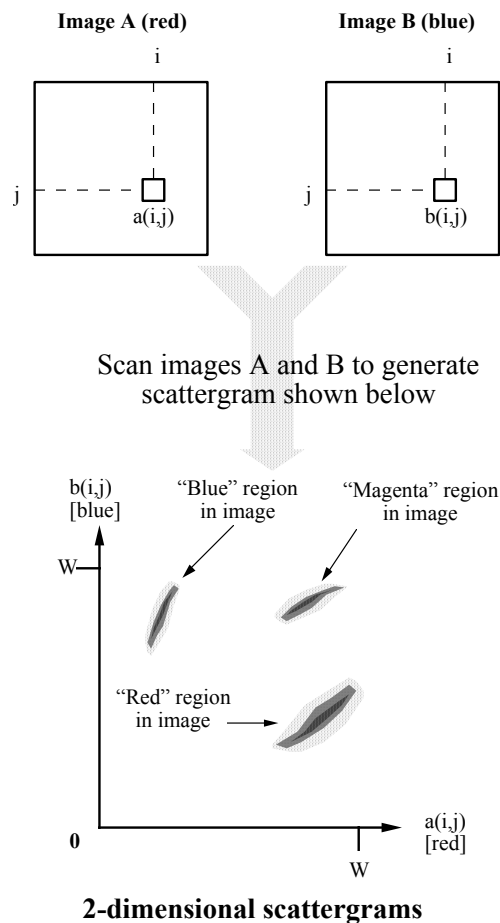 Image A (red)
Image B (blue)
i
i
j
j
a(i,j)
b(i,j)
Scan images A and B to generate
scattergram shown below
b(i,j)
[blue]
“Blue” region
in image
“Magenta” region
in image
W
“Red” region
in image
0
a(i,j)
[red]
W
2-dimensional scattergrams